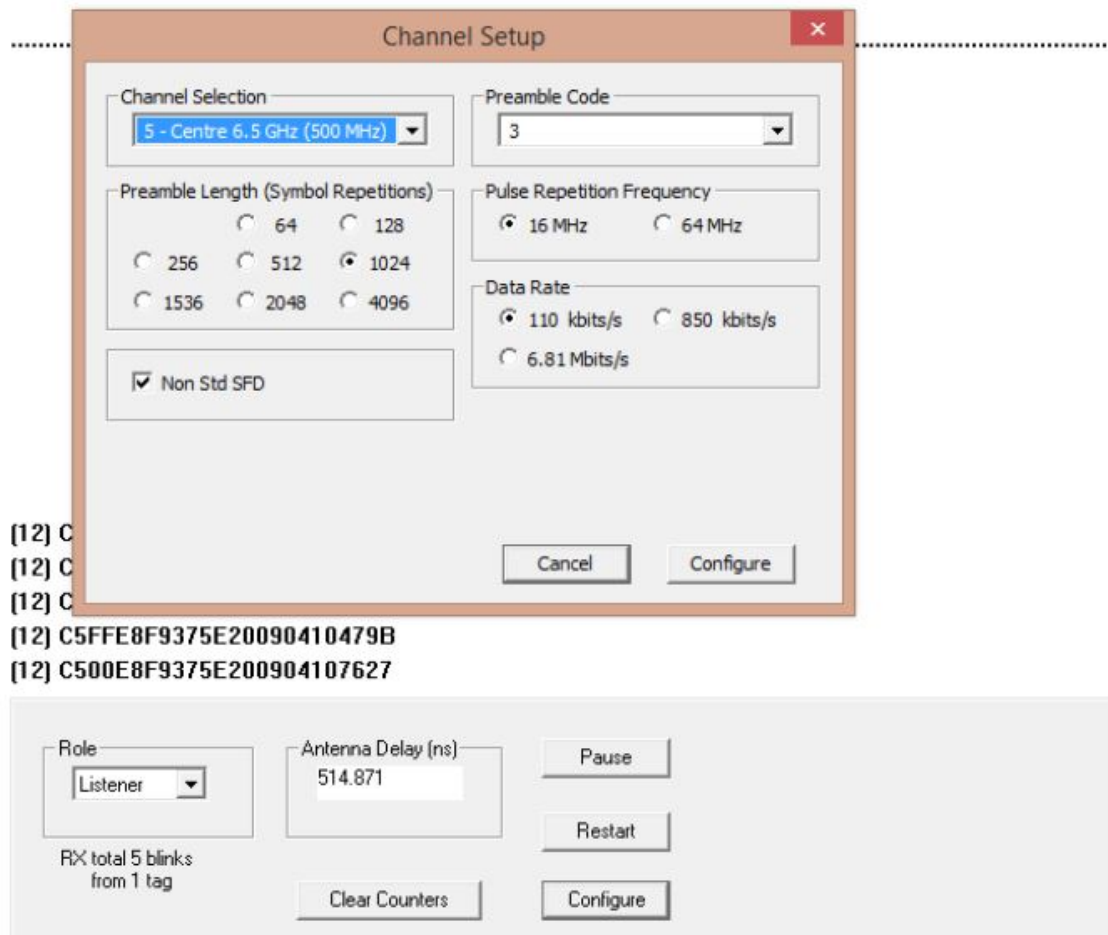 Channel Setup
Channel Selection
5 - Centre 6.5 GHz (500 MHz)
Preamble Code
3
Preamble Length (Symbol Repetitions)
64 128
256 512 1024
1536 2048 4096
Pulse Repetition Frequency
16 MHz 64 MHz
Data Rate
110 kbits/s 850 kbits/s
6.81 Mbits/s
Non Std SFD
Cancel Configure
(12) C
(12) C
(12) C
(12) C5FFE8F9375E20090410479B
(12) C500E8F9375E200904107627
Role
Listener
Antenna Delay (ns)
514.871
Pause
Restart
RX total 5 blinks
from 1 tag
Clear Counters
Configure